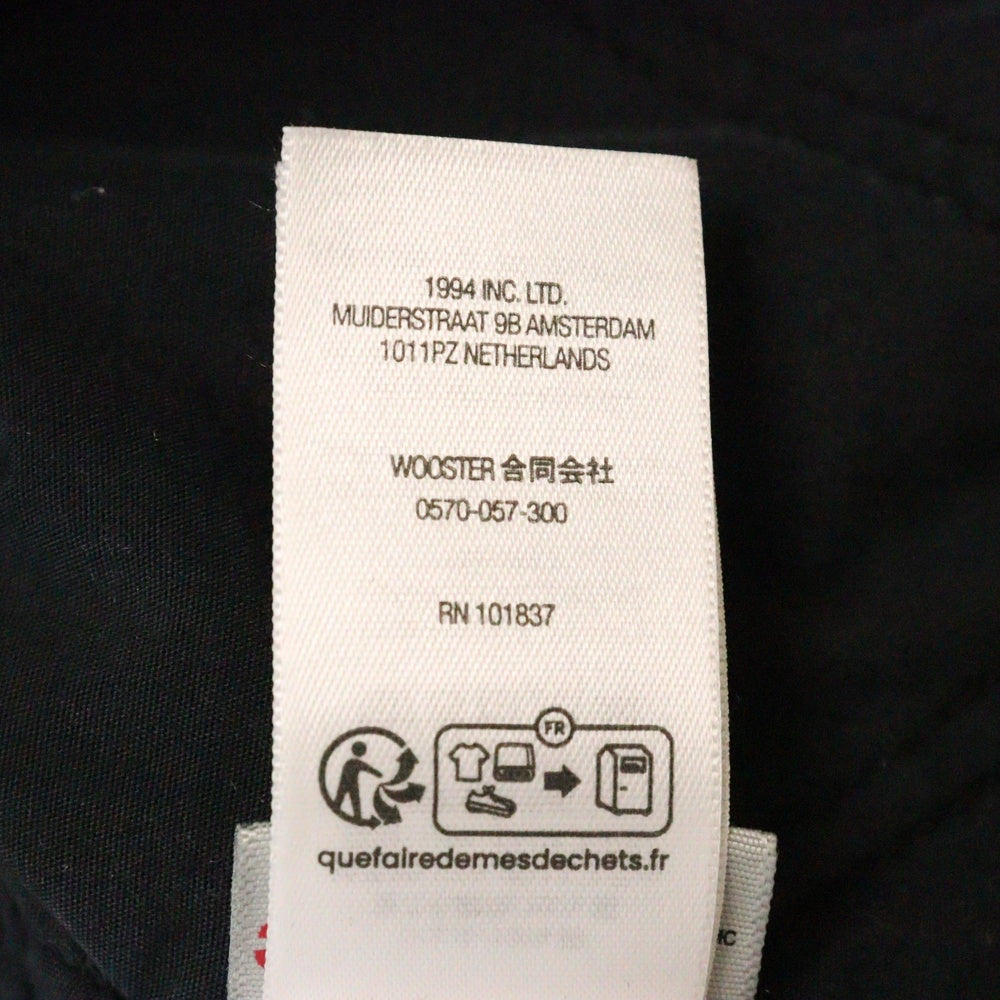 1994 INC. LTD.
MUIDERSTRAAT 9B AMSTERDAM
1011PZ NETHERLANDS
WOOSTER 合同会社
0570-057-300
RN 101837
FR
quefairedemesdechets.fr